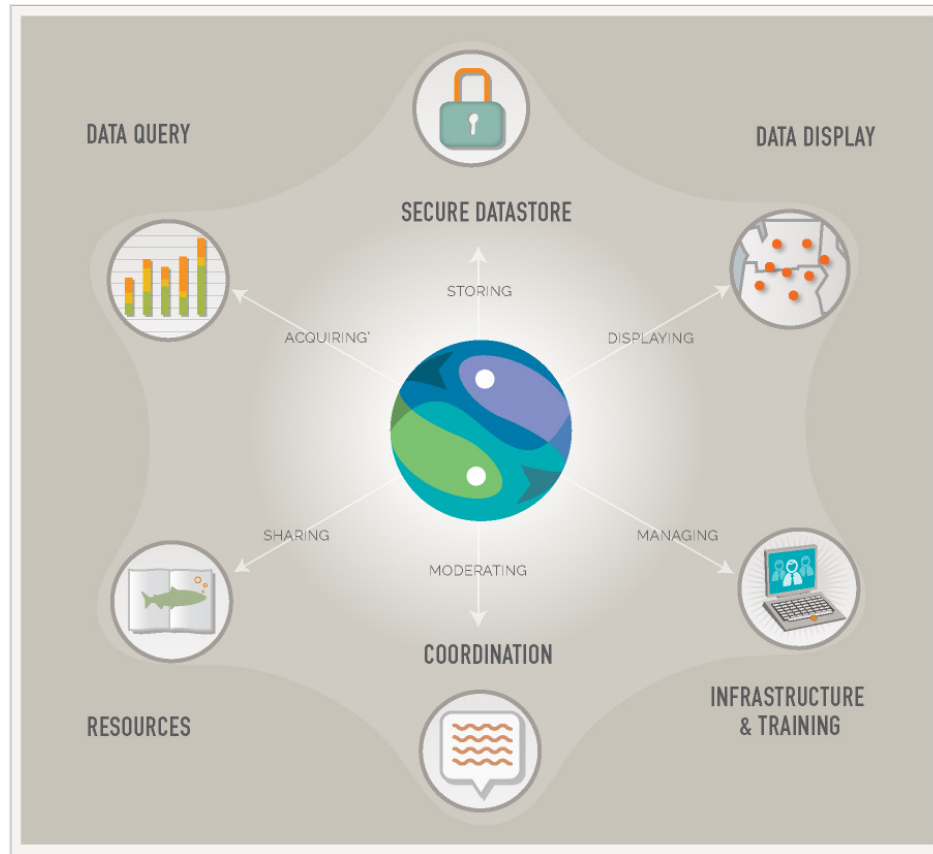 DATA QUERY
DATA DISPLAY
SECURE DATASTORE
STORING
ACQUIRING'
DISPLAYING
SHARING
MANAGING
MODERATING
COORDINATION
RESOURCES
INFRASTRUCTURE
& TRAINING